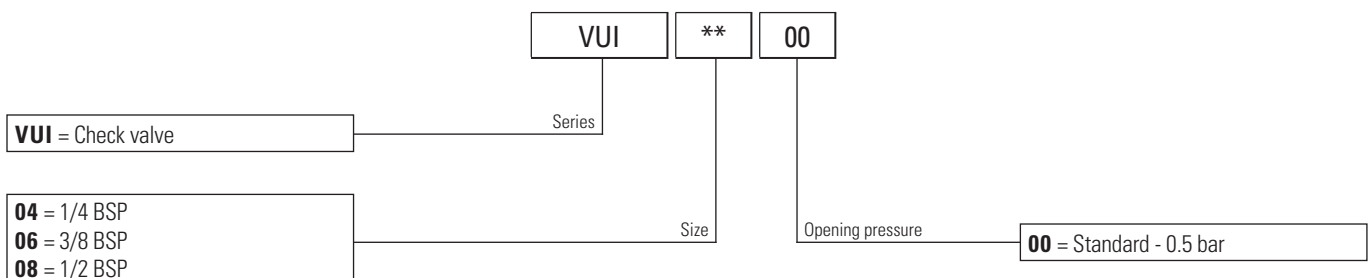 VUI ** 00
Series
VUI = Check valve
04 = 1/4 BSP
06 = 3/8 BSP
08 = 1/2 BSP
Size
Opening pressure
00 = Standard - 0.5 bar